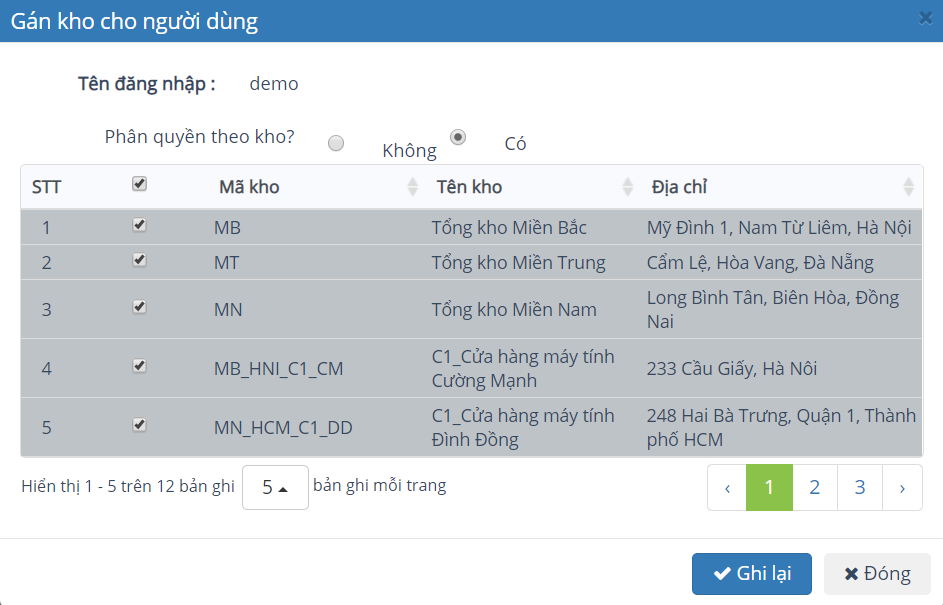 Gán kho cho người dùng
Tên đăng nhập : demo
Phân quyền theo kho? Không Có
STT Mã kho Tên kho Địa chỉ
1 MB Tổng kho Miền Bắc Mỹ Đình 1, Nam Từ Liêm, Hà Nội
2 MT Tổng kho Miền Trung Cẩm Lệ, Hòa Vang, Đà Nẵng
3 MN Tổng kho Miền Nam Long Bình Tân, Biên Hòa, Đồng
Nai
4 MB_HNI_C1_CM C1_Cửa hàng máy tính
Cường Mạnh 233 Cầu Giấy, Hà Nôi
5 MN_HCM_C1_DD C1_Cửa hàng máy tính
Đình Đồng 248 Hai Bà Trưng, Quận 1, Thành
phố HCM
Hiển thị 1 - 5 trên 12 bản ghi 5 bản ghi mỗi trang ‹ 1 2 3 ›
Ghi lại Đóng